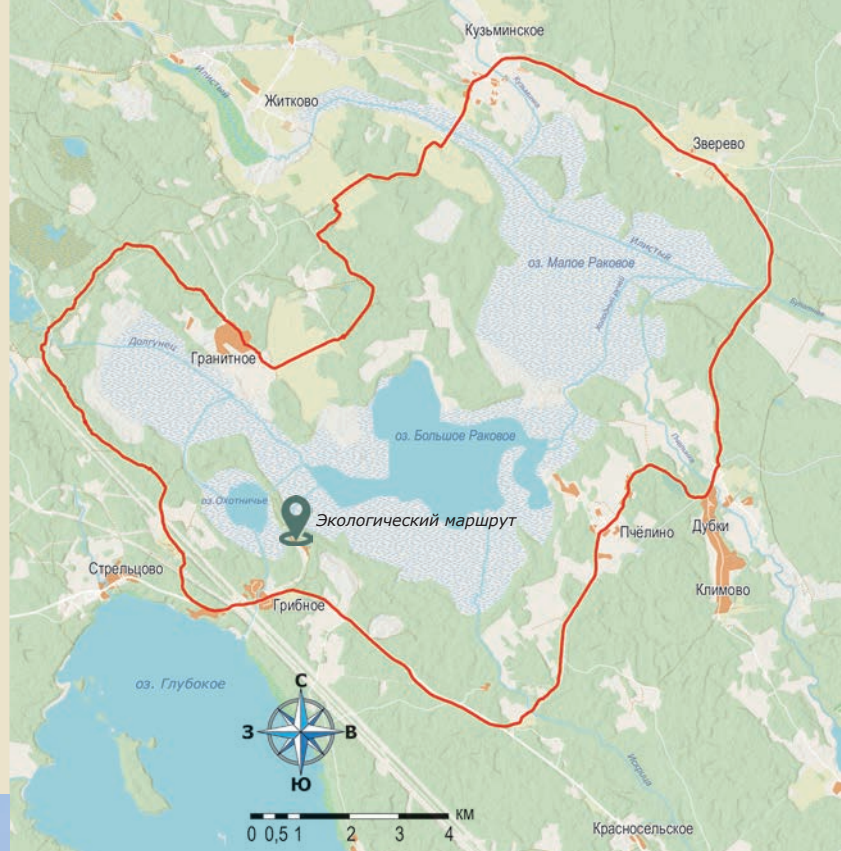 Кузьминское
Илистый
Житково
Зверево
Илистый
оз. Малое Раковое
Долгунец
Гранитное
оз. Большое Раковое
оз. Охотничье
Экологический маршрут
Пчёлино
Дубки
Стрельцово
Климово
Грибное
оз. Глубокое
С
З
В
Ю
Искрица
КМ
0 0,5 1 2 3 4
Красносельское